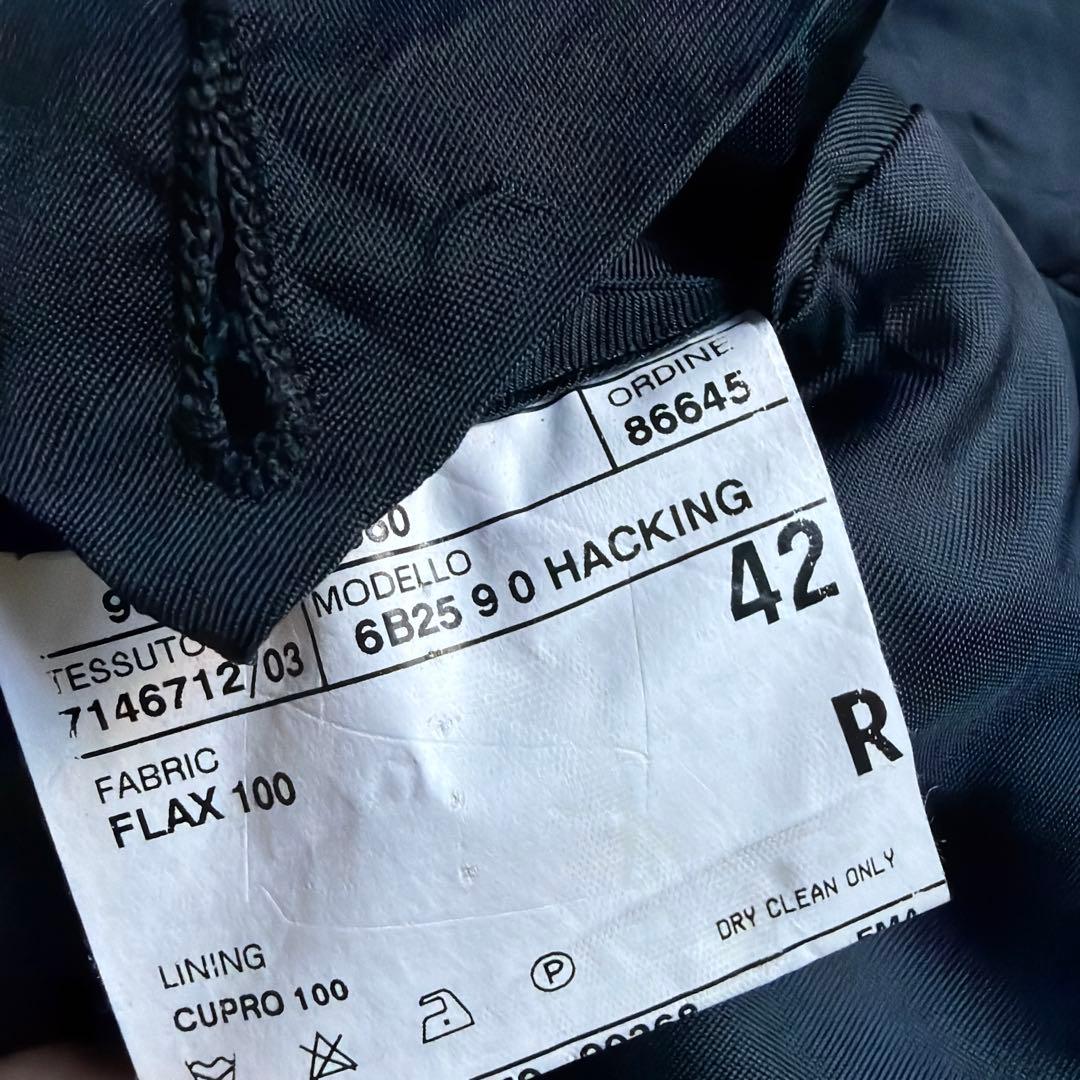 ORDINE
86645
MODELLO
6B25 9 0 HACKING
42
TESSUTO
7146712/03
R
FABRIC
FLAX 100
DRY CLEAN ONLY
LINING
CUPRO 100
P